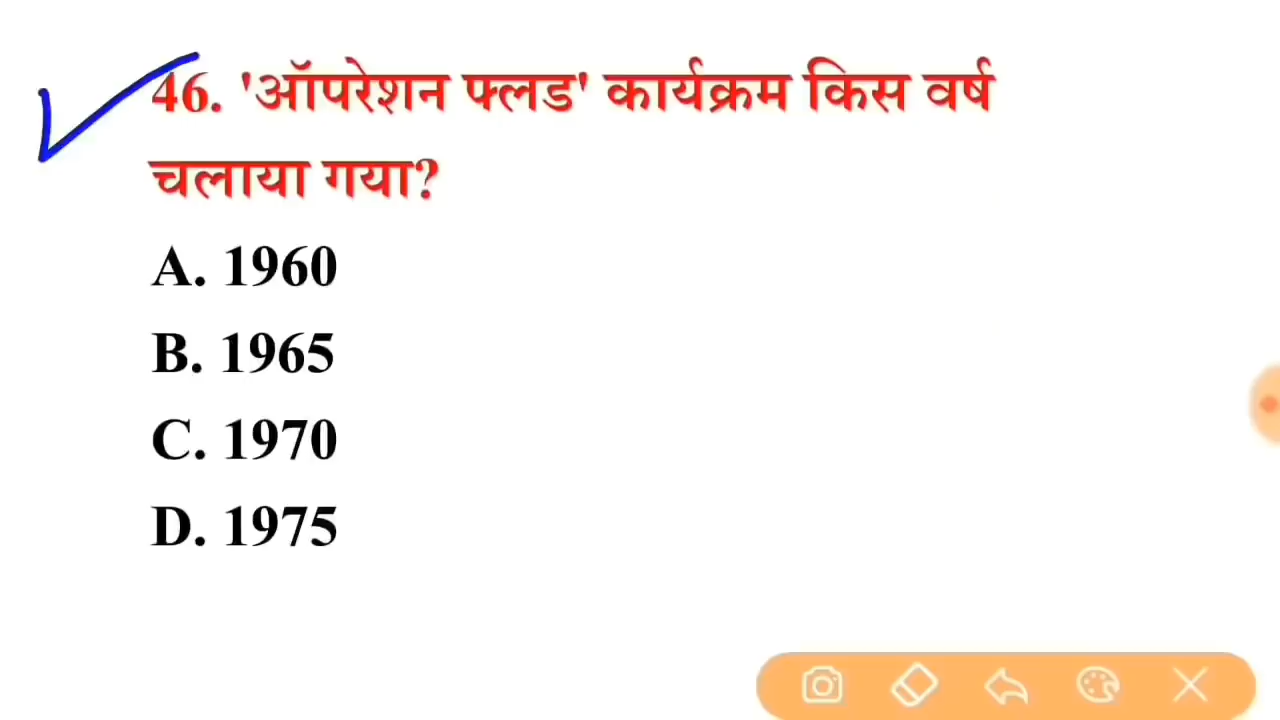 46. 'ऑपरेशन फ्लड' कार्यक्रम किस वर्ष
चलाया गया?
A. 1960
B. 1965
C. 1970
D. 1975